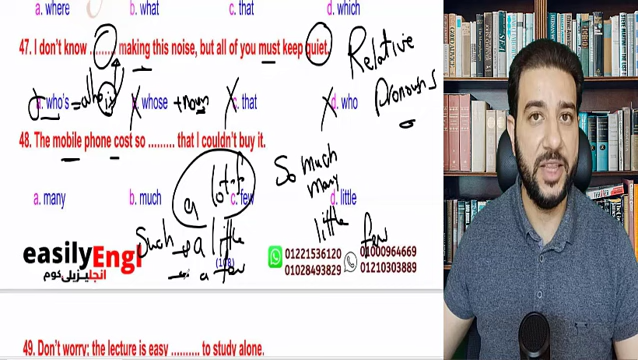 a. where b. what c. that d. which
47. I don't know ......... making this noise, but all of you must keep quiet.
Relative
Pronouns
a. who's = who is b. whose + noun c. that d. who
48. The mobile phone cost so ......... that I couldn't buy it.
So much
many
little few
a lot of
a. many b. much c. few d. little
Such a little
a few
easilyEngl
انجليزيلي كوم
(108)
01221536120
01028493829
01000964669
01210303889
49. Don't worry; the lecture is easy .......... to study alone.